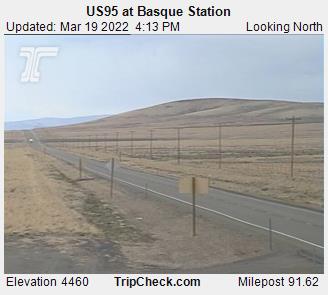 US95 at Basque Station
Updated: Mar 19 2022 4:13 PM Looking North
Elevation 4460 TripCheck.com Milepost 91.62